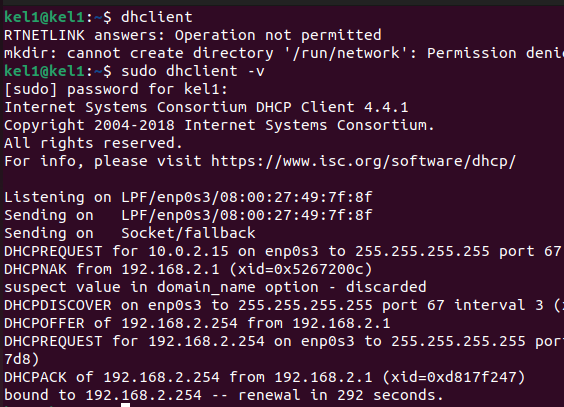 kel1@kel1:~$ dhclient
RTNETLINK answers: Operation not permitted
mkdir: cannot create directory '/run/network': Permission deni
kel1@kel1:~$ sudo dhclient -v
[sudo] password for kel1:
Internet Systems Consortium DHCP Client 4.4.1
Copyright 2004-2018 Internet Systems Consortium.
All rights reserved.
For info, please visit https://www.isc.org/software/dhcp/
Listening on LPF/enp0s3/08:00:27:49:7f:8f
Sending on   LPF/enp0s3/08:00:27:49:7f:8f
Sending on   Socket/fallback
DHCPREQUEST for 10.0.2.15 on enp0s3 to 255.255.255.255 port 67
DHCPNAK from 192.168.2.1 (xid=0x5267200c)
suspect value in domain_name option - discarded
DHCPDISCOVER on enp0s3 to 255.255.255.255 port 67 interval 3 (
DHCPOFFER of 192.168.2.254 from 192.168.2.1
DHCPREQUEST for 192.168.2.254 on enp0s3 to 255.255.255.255 por
7d8)
DHCPACK of 192.168.2.254 from 192.168.2.1 (xid=0xd817f247)
bound to 192.168.2.254 -- renewal in 292 seconds.